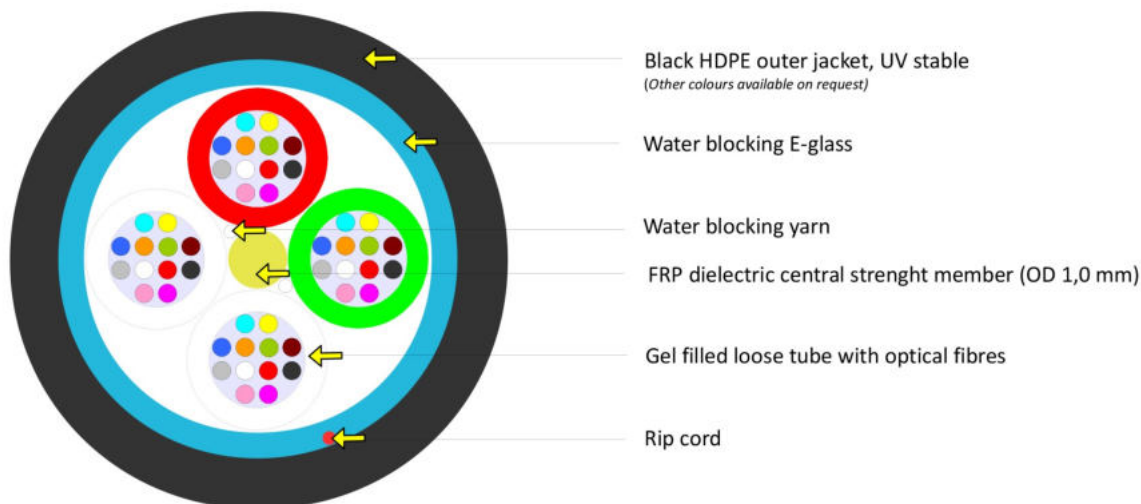 Black HDPE outer jacket, UV stable
(Other colours available on request)
Water blocking E-glass
Water blocking yarn
FRP dielectric central strenght member (OD 1,0 mm)
Gel filled loose tube with optical fibres
Rip cord